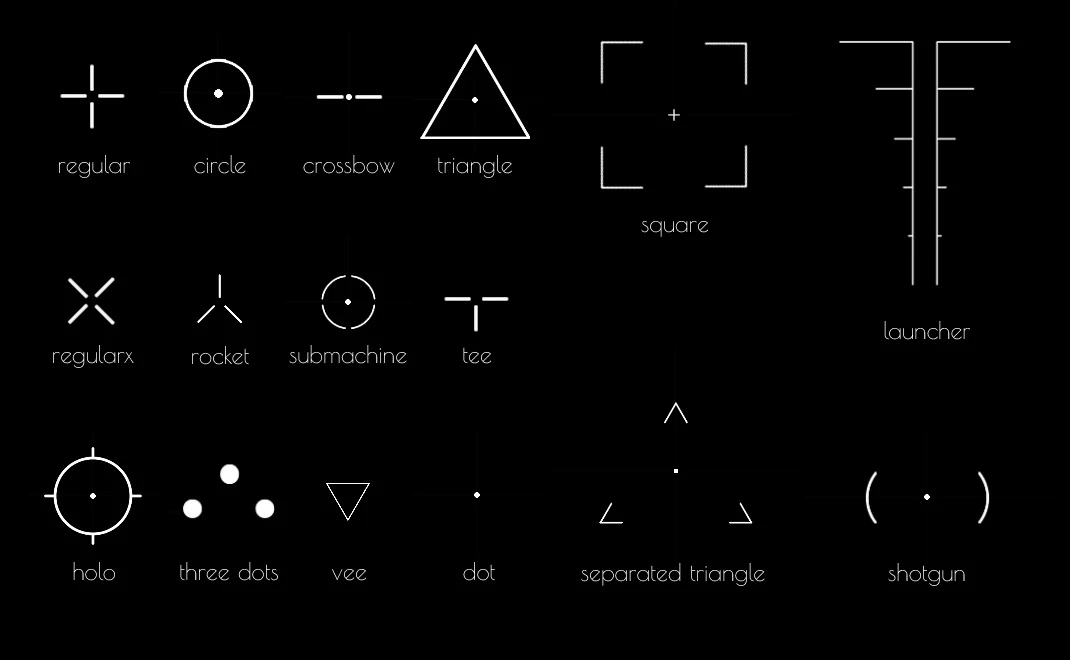 regular
circle
crossbow
triangle
square
launcher
regularx
rocket
submachine
tee
holo
three dots
vee
dot
separated triangle
shotgun